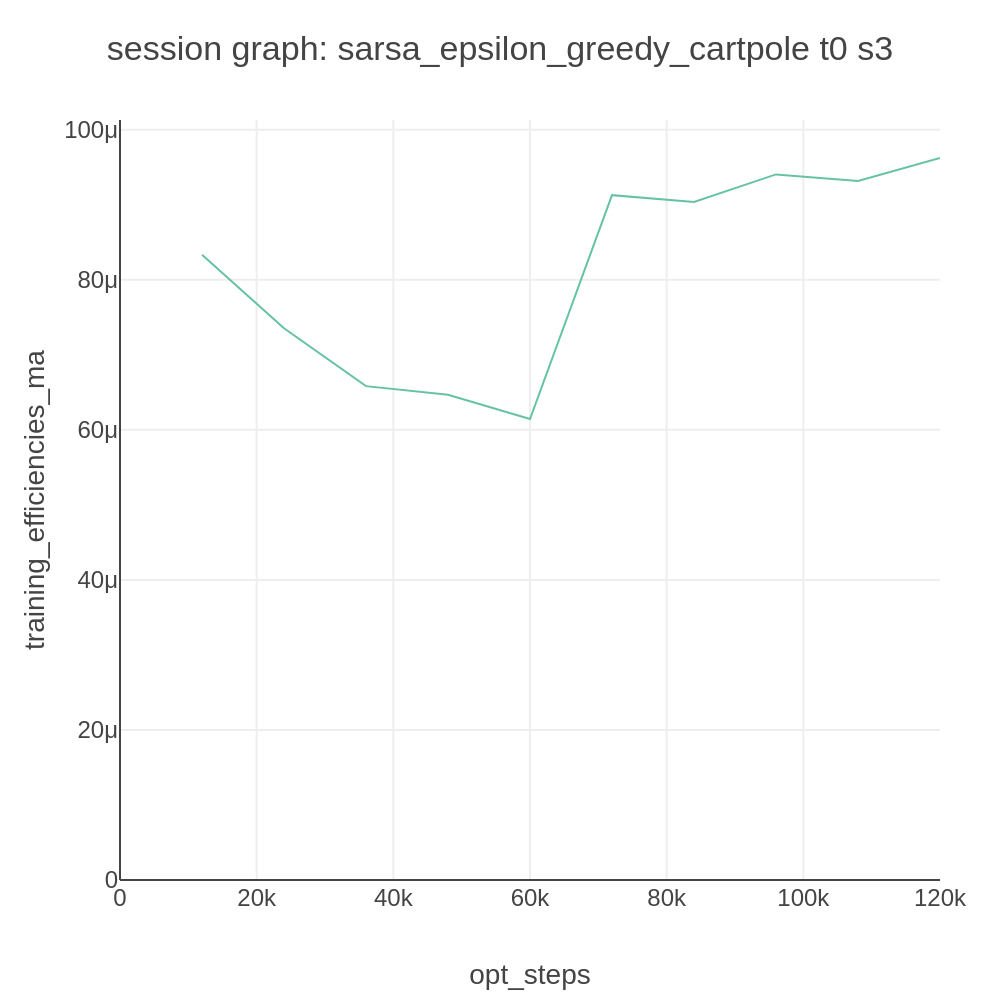 session graph: sarsa_epsilon_greedy_cartpole t0 s3
100μ
80μ
60μ
40μ
20μ
0
training_efficiencies_ma
0
20k
40k
60k
80k
100k
120k
opt_steps